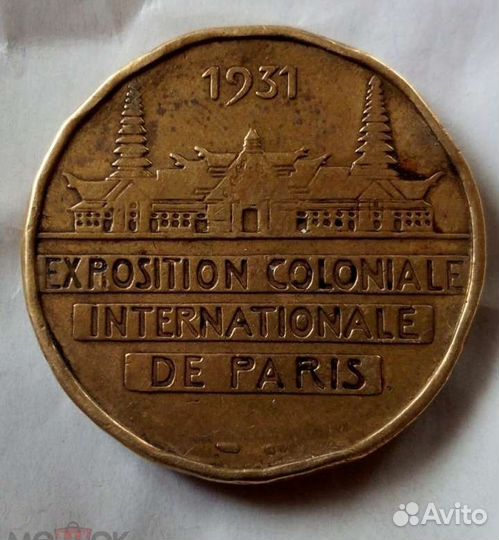 1931
EXPOSITION COLONIALE
INTERNATIONALE
DE PARIS
Avito